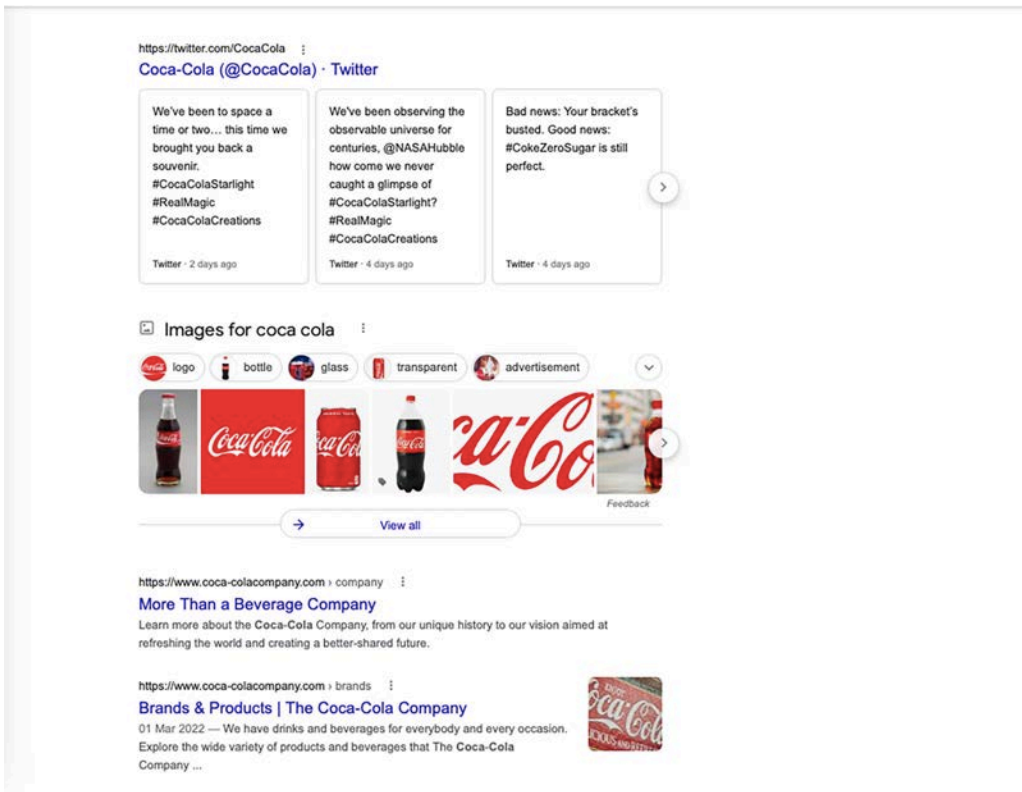 https://twitter.com/CocaCola
Coca-Cola (@CocaCola) · Twitter
We've been to space a
time or two... this time we
brought you back a
souvenir.
#CocaColaStarlight
#RealMagic
#CocaColaCreations
Twitter · 2 days ago
We've been observing the
observable universe for
centuries, @NASAHubble
how come we never
caught a glimpse of
#CocaColaStarlight?
#RealMagic
#CocaColaCreations
Twitter · 4 days ago
Bad news: Your bracket's
busted. Good news:
#CokeZeroSugar is still
perfect.
Twitter · 4 days ago
Images for coca cola
logo
bottle
glass
transparent
advertisement
Coca-Cola
Feedback
View all
https://www.coca-colacompany.com › company
More Than a Beverage Company
Learn more about the Coca-Cola Company, from our unique history to our vision aimed at
refreshing the world and creating a better-shared future.
https://www.coca-colacompany.com › brands
Brands & Products | The Coca-Cola Company
01 Mar 2022 — We have drinks and beverages for everybody and every occasion.
Explore the wide variety of products and beverages that The Coca-Cola
Company ...